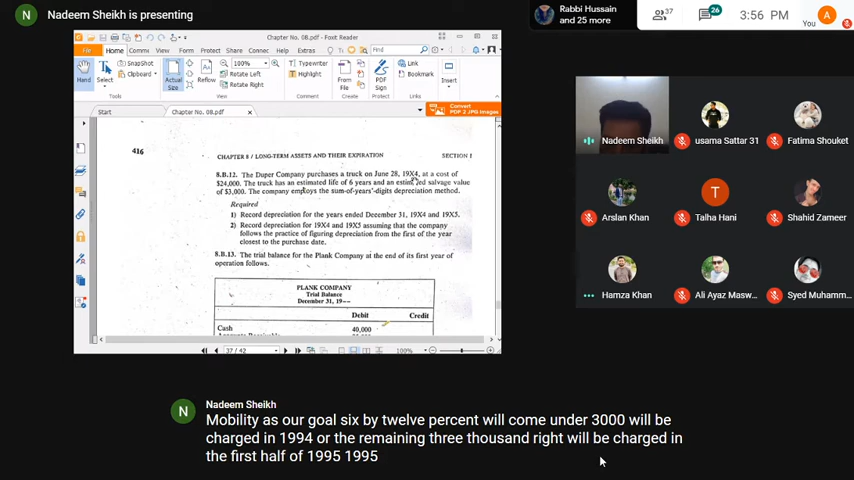 N Nadeem Sheikh is presenting
Rabbi Hussain
and 25 more
37
26
3:56 PM
A
You
Chapter No. 08.pdf - Foxit Reader
File Home Comme View Form Protect Share Connect Help Extras Find
Hand
Select
SnapShot
Clipboard
Actual
Size
Reflow
100%
Rotate Left
Rotate Right
Typewriter
Highlight
From
File
PDF
Sign
Link
Bookmark
Insert
Tools View Comment Create Protect Links
Start
Chapter No. 08.pdf
Convert
PDF 2 JPG Images
416
CHAPTER 8 / LONG-TERM ASSETS AND THEIR EXPIRATION SECTION I
8.B.12. The Duper Company purchases a truck on June 28, 19X4, at a cost of
$24,000. The truck has an estimated life of 6 years and an estimated salvage value
of $3,000. The company employs the sum-of-years'-digits depreciation method.
Required
1) Record depreciation for the years ended December 31, 19X4 and 19X5.
2) Record depreciation for 19X4 and 19X5 assuming that the company
follows the practice of figuring depreciation from the first of the year
closest to the purchase date.
8.B.13. The trial balance for the Plank Company at the end of its first year of
operation follows.
PLANK COMPANY
Trial Balance
December 31, 19--
Debit Credit
Cash 40,000
37 / 42
100%
Nadeem Sheikh
usama Sattar 31
Fatima Shouket
Arslan Khan
T
Talha Hani
Shahid Zameer
Hamza Khan
Ali Ayaz Masw...
Syed Muhamm...
N
Nadeem Sheikh
Mobility as our goal six by twelve percent will come under 3000 will be
charged in 1994 or the remaining three thousand right will be charged in
the first half of 1995 1995